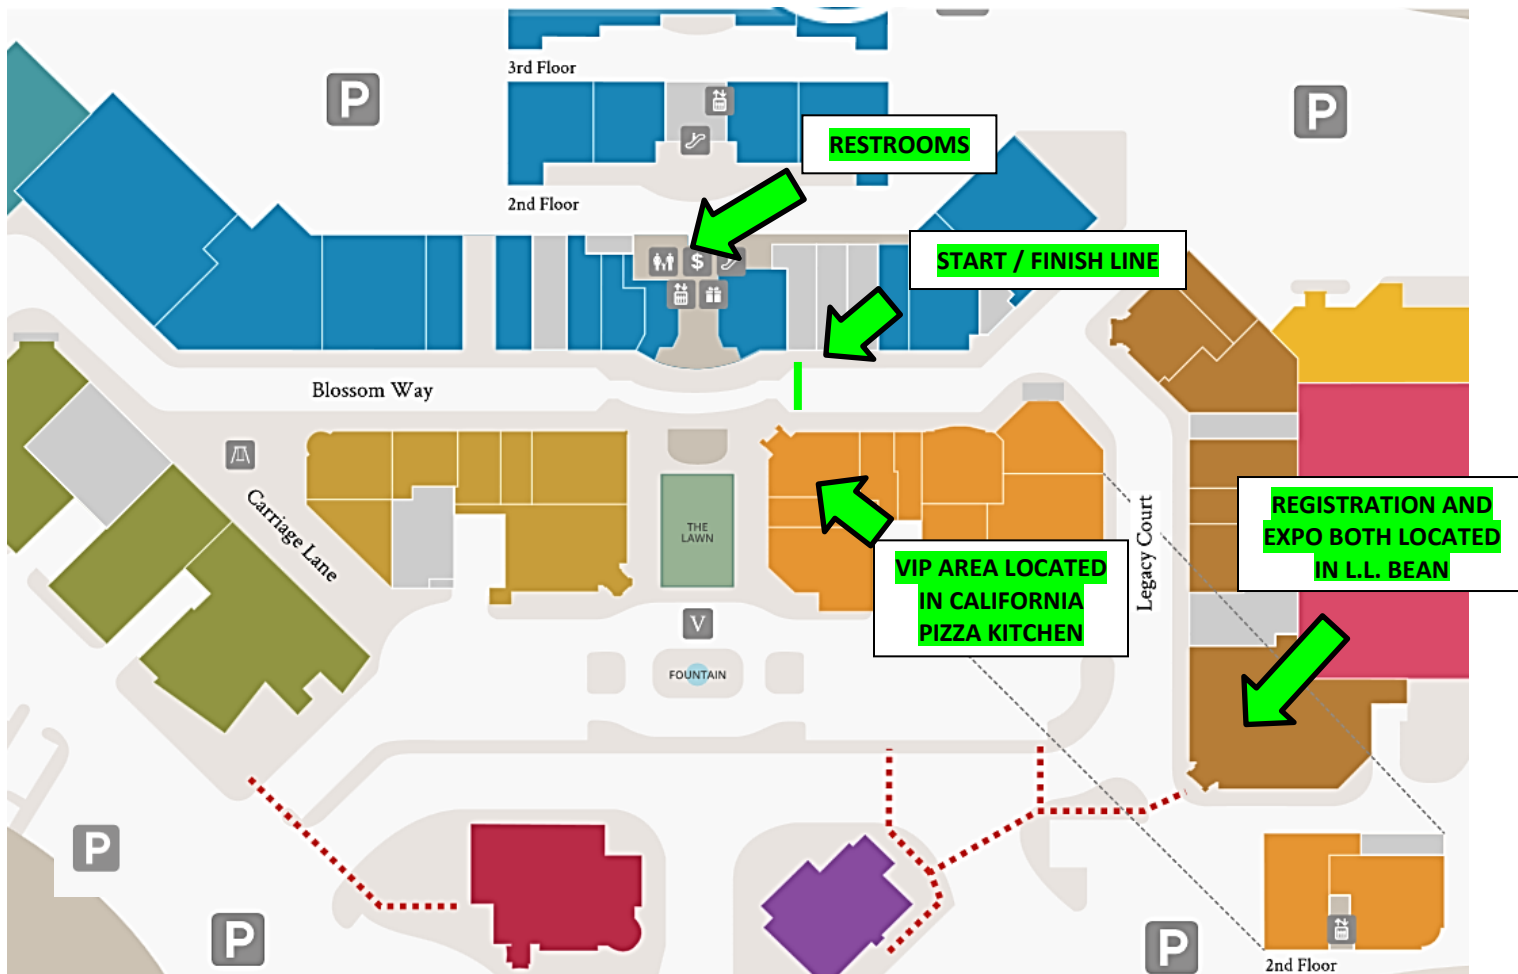 3rd Floor
P
P
RESTROOMS
2nd Floor
START / FINISH LINE
$
Blossom Way
Carriage Lane
THE
LAWN
Legacy Court
REGISTRATION AND
EXPO BOTH LOCATED
IN L.L. BEAN
VIP AREA LOCATED
IN CALIFORNIA
PIZZA KITCHEN
V
FOUNTAIN
P
P
P
2nd Floor